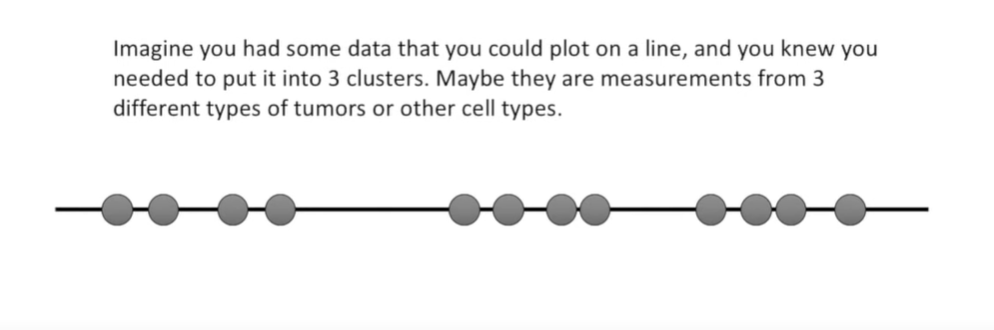 Imagine you had some data that you could plot on a line, and you knew you
needed to put it into 3 clusters. Maybe they are measurements from 3
different types of tumors or other cell types.